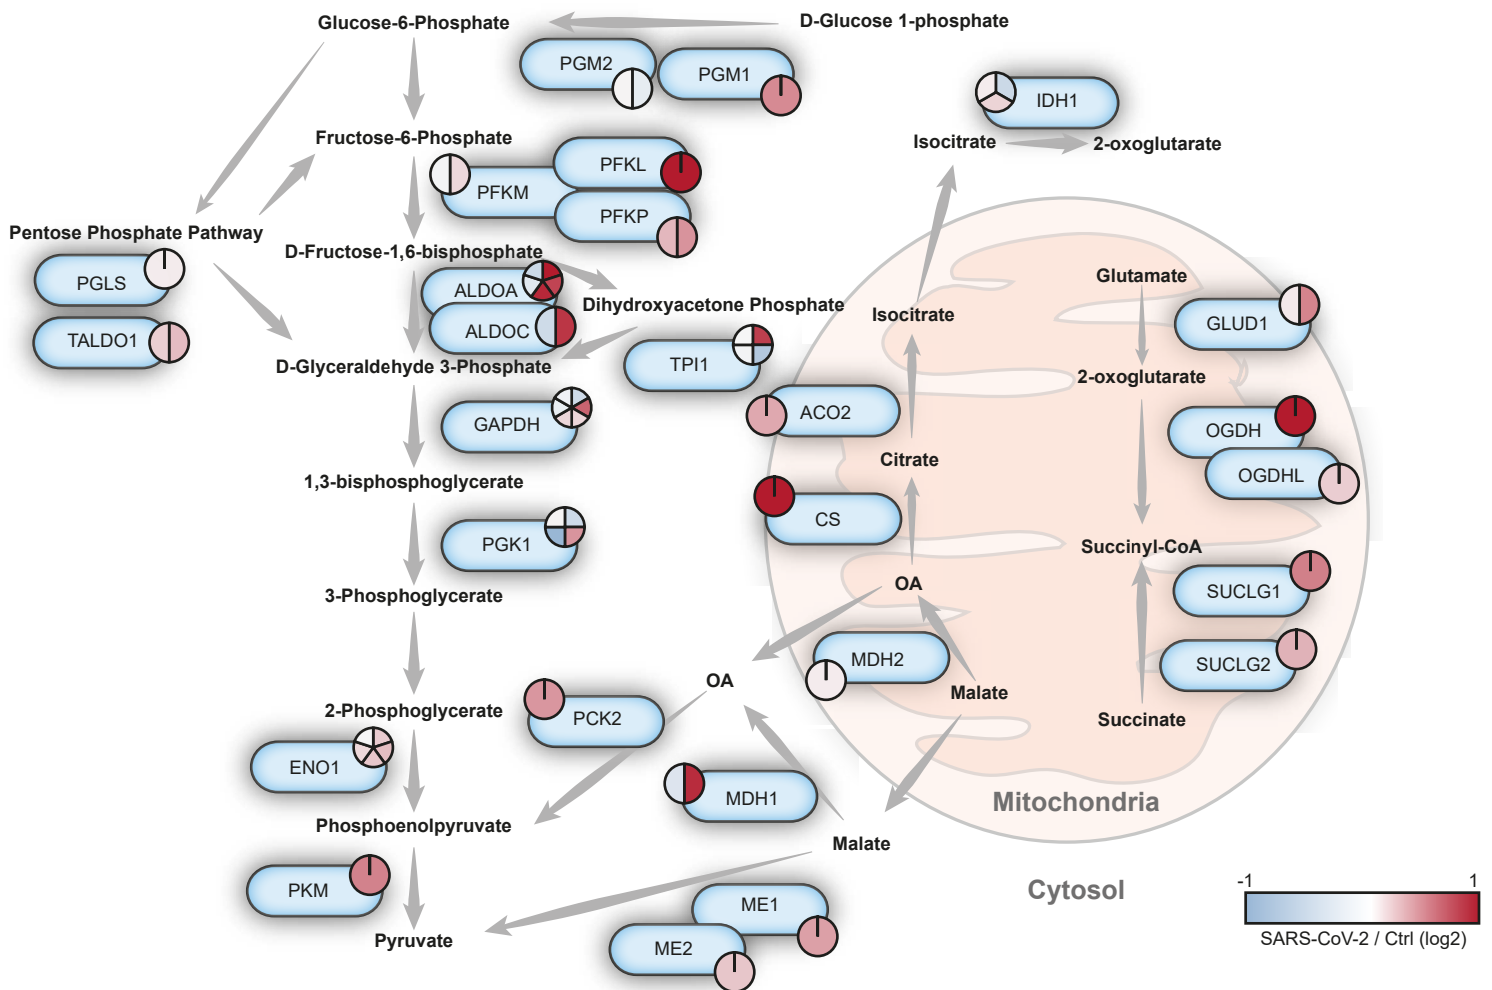 Glucose-6-Phosphate
D-Glucose 1-phosphate
PGM2
PGM1
IDH1
Fructose-6-Phosphate
Isocitrate
2-oxoglutarate
PFKL
PFKM
PFKP
Pentose Phosphate Pathway
D-Fructose-1,6-bisphosphate
PGLS
ALDOA
Glutamate
Dihydroxyacetone Phosphate
Isocitrate
GLUD1
ALDOC
TALDO1
D-Glyceraldehyde 3-Phosphate
TPI1
2-oxoglutarate
ACO2
GAPDH
OGDH
Citrate
OGDHL
1,3-bisphosphoglycerate
CS
PGK1
Succinyl-CoA
OA
SUCLG1
3-Phosphoglycerate
MDH2
SUCLG2
OA
Malate
2-Phosphoglycerate
PCK2
Succinate
ENO1
MDH1
Mitochondria
Phosphoenolpyruvate
Malate
PKM
Cytosol
-1
1
ME1
Pyruvate
ME2
SARS-CoV-2 / Ctrl (log2)